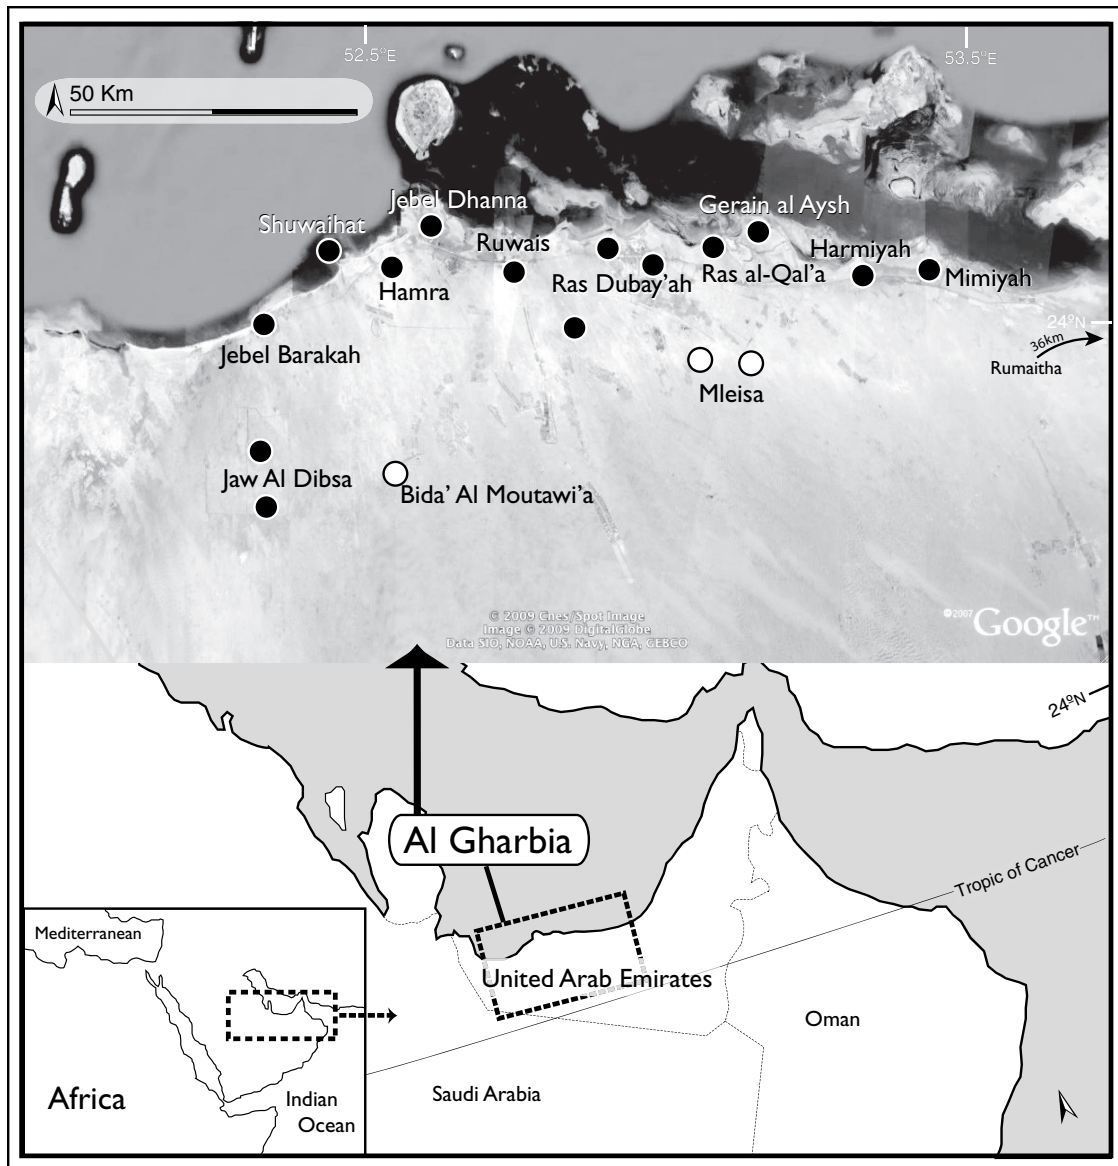 52.5°E
53.5°E
50 Km
Jebel Dhanna
Shuwaihat
Gerain al Aysh
Ruwais
Harmiyah
Hamra
Ras Dubay’ah
Ras al-Qal’a
Mimiyah
24ºN
Jebel Barakah
36km
Rumaitha
Mleisa
Jaw Al Dibsa
Bida’ Al Moutawi’a
© 2009 Cnes/Spot Image
Image © 2009 DigitalGlobe
Data SIO, NOAA, U.S. Navy, NGA, GEBCO
©2007 Google™
24ºN
Al Gharbia
Tropic of Cancer
United Arab Emirates
Oman
Saudi Arabia
Mediterranean
Africa
Indian
Ocean